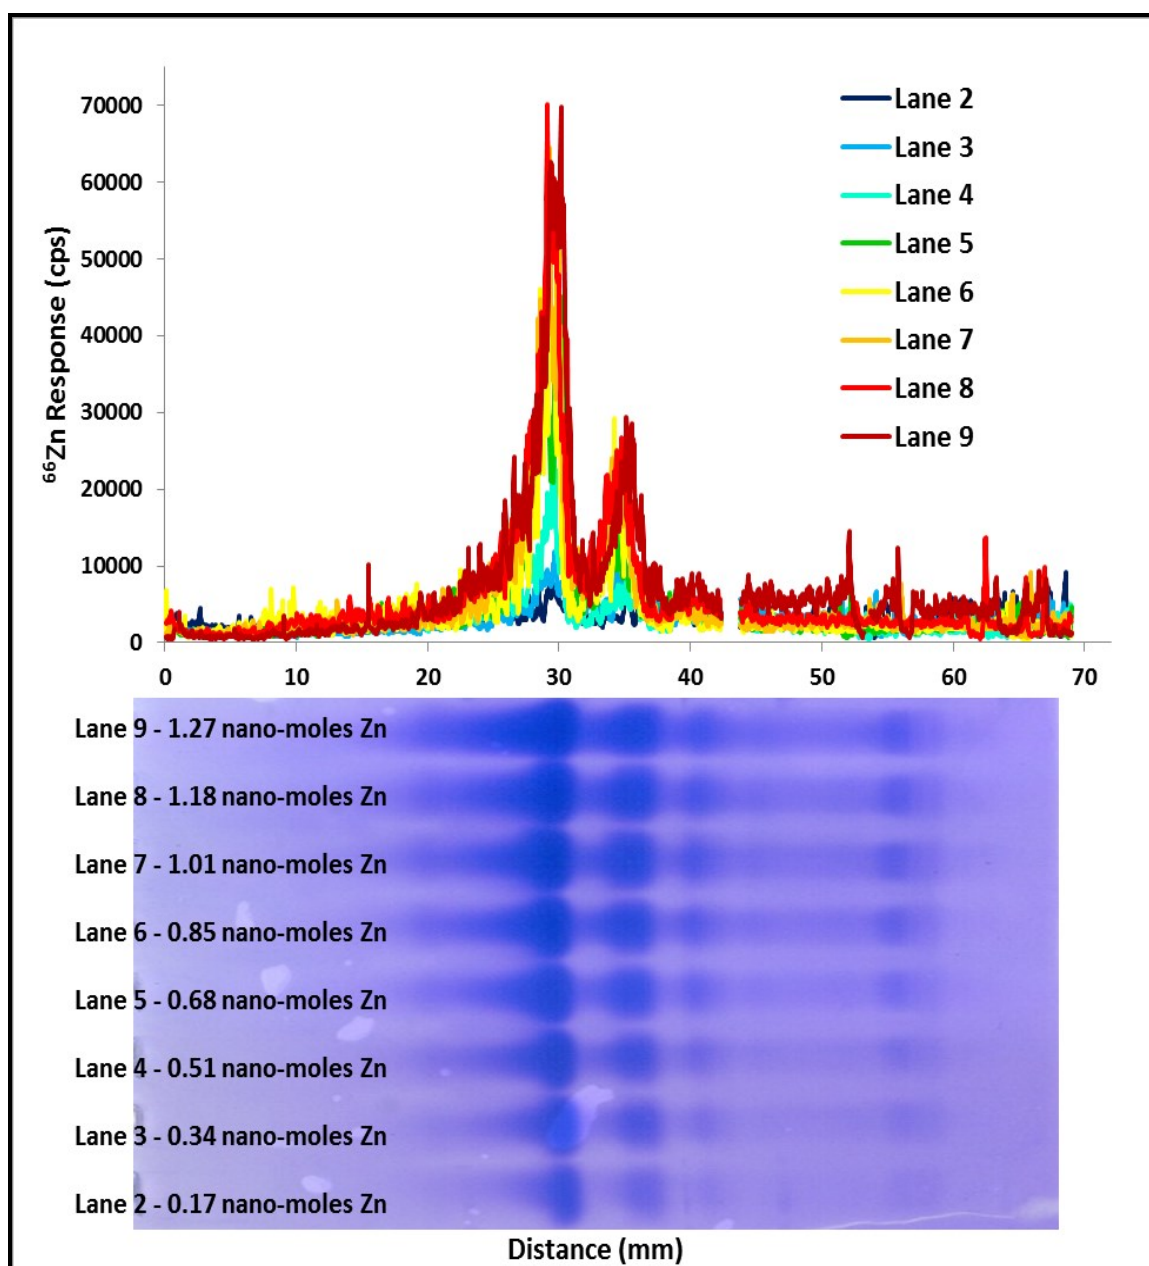 70000
60000
50000
40000
30000
20000
10000
0
⁶⁶Zn Response (cps)
Lane 2
Lane 3
Lane 4
Lane 5
Lane 6
Lane 7
Lane 8
Lane 9
0 10 20 30 40 50 60 70
Lane 9 - 1.27 nano-moles Zn
Lane 8 - 1.18 nano-moles Zn
Lane 7 - 1.01 nano-moles Zn
Lane 6 - 0.85 nano-moles Zn
Lane 5 - 0.68 nano-moles Zn
Lane 4 - 0.51 nano-moles Zn
Lane 3 - 0.34 nano-moles Zn
Lane 2 - 0.17 nano-moles Zn
Distance (mm)